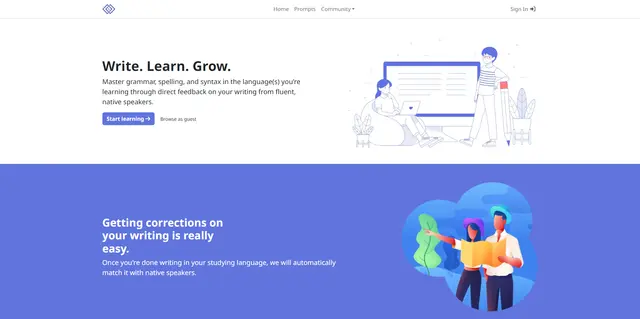 Home Prompts Community Sign In
Write. Learn. Grow.
Master grammar, spelling, and syntax in the language(s) you're
learning through direct feedback on your writing from fluent,
native speakers.
Start learning → Browse as guest
Getting corrections on
your writing is really
easy.
Once you're done writing in your studying language, we will automatically
match it with native speakers.